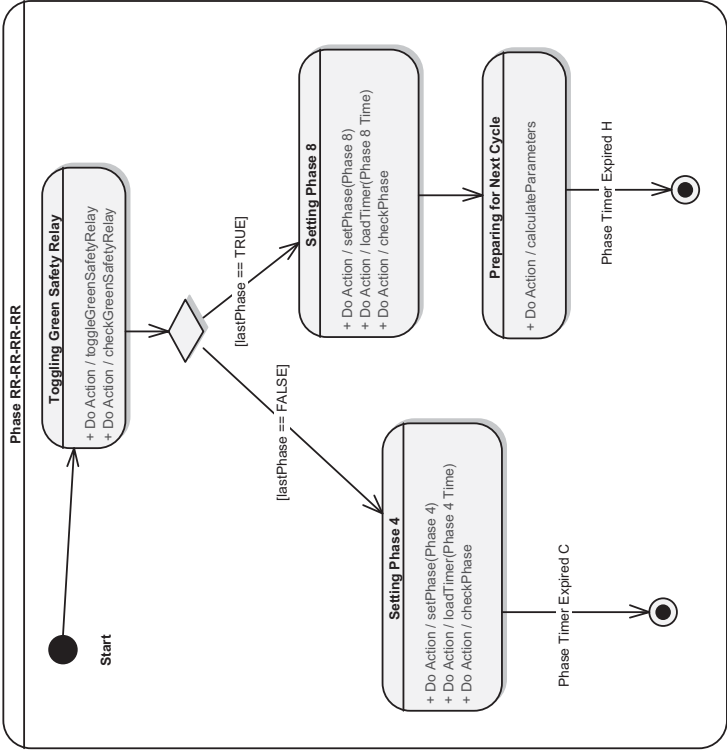 Phase RR-RR-RR-RR
Start
Toggling Green Safety Relay
+ Do Action / toggleGreenSafetyRelay
+ Do Action / checkGreenSafetyRelay
[lastPhase == FALSE]
[lastPhase == TRUE]
Setting Phase 4
+ Do Action / setPhase(Phase 4)
+ Do Action / loadTimer(Phase 4 Time)
+ Do Action / checkPhase
Phase Timer Expired C
Setting Phase 8
+ Do Action / setPhase(Phase 8)
+ Do Action / loadTimer(Phase 8 Time)
+ Do Action / checkPhase
Preparing for Next Cycle
+ Do Action / calculateParameters
Phase Timer Expired H